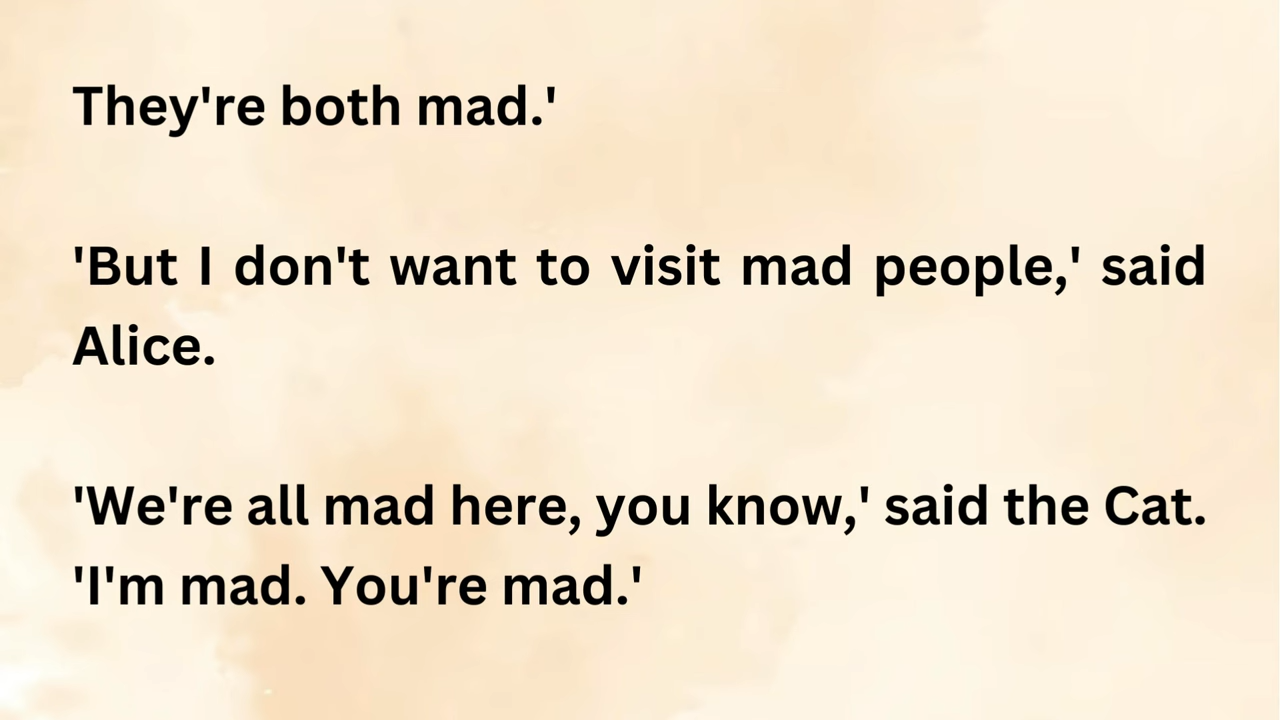 They're both mad.'
'But I don't want to visit mad people,' said
Alice.
'We're all mad here, you know,' said the Cat.
'I'm mad. You're mad.'